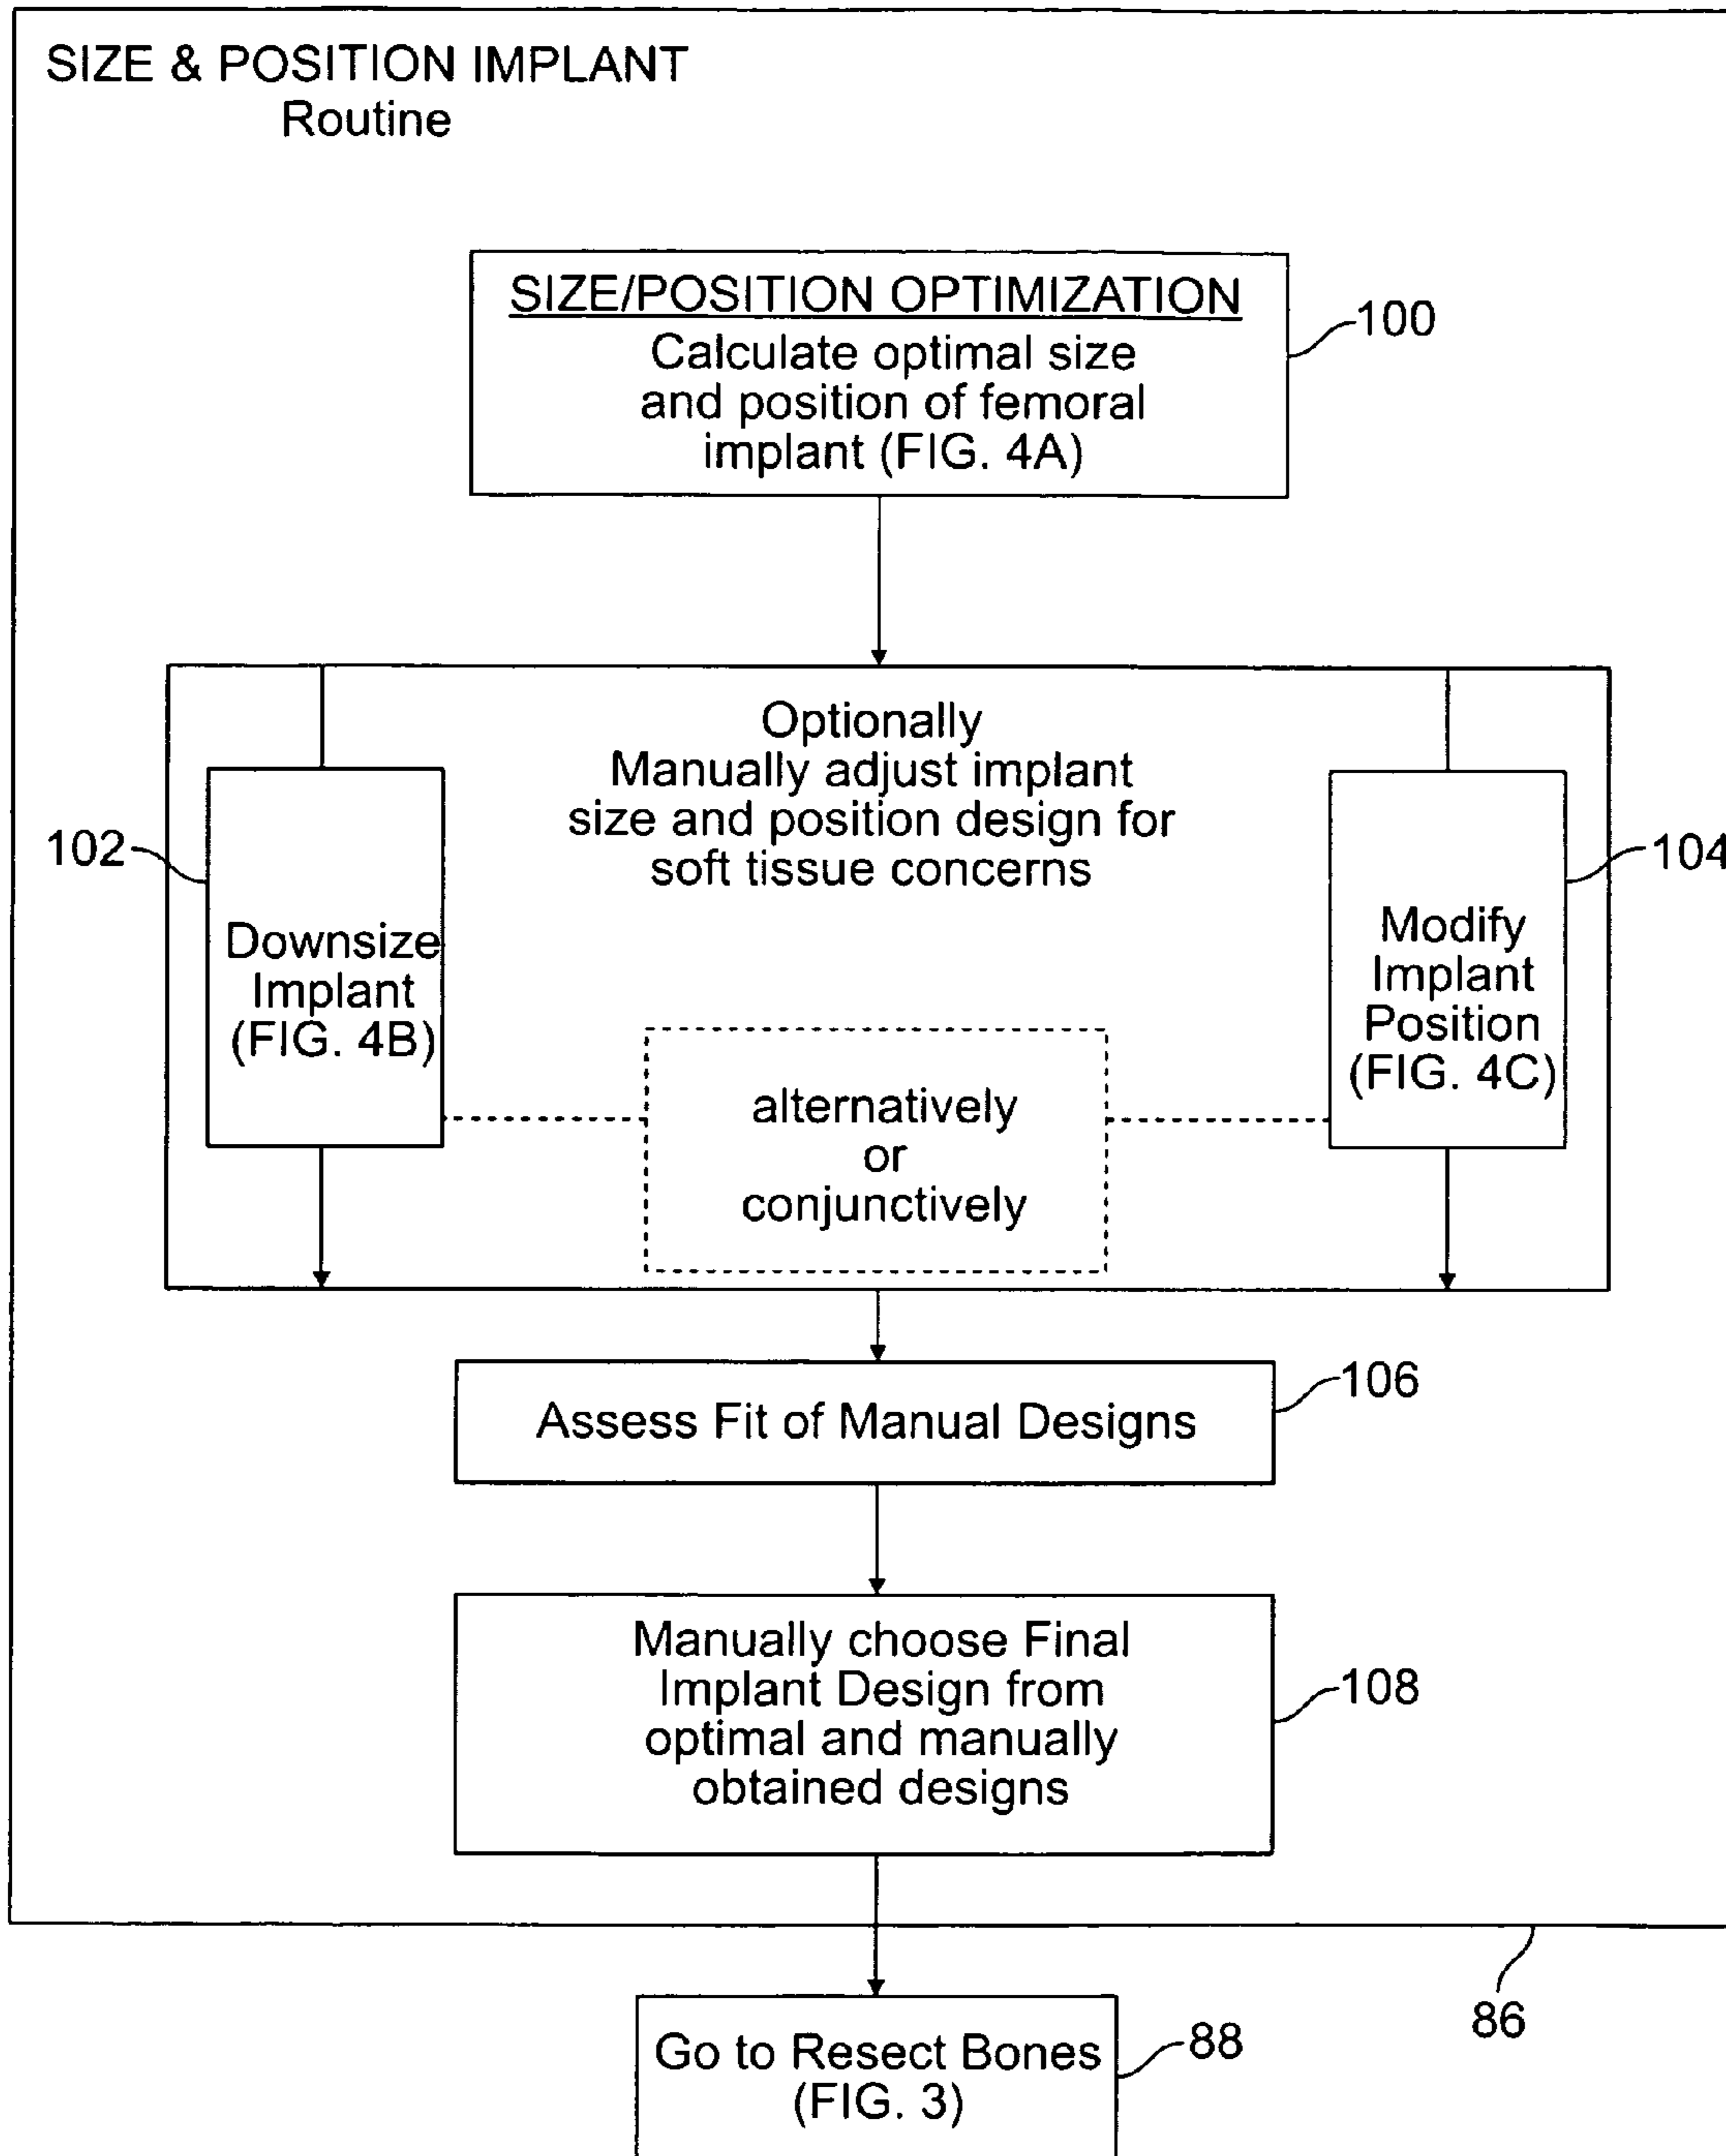 SIZE & POSITION IMPLANT
Routine
SIZE/POSITION OPTIMIZATION
Calculate optimal size
and position of femoral
implant (FIG. 4A)
100
Optionally
Manually adjust implant
size and position design for
soft tissue concerns
102
Downsize
Implant
(FIG. 4B)
104
Modify
Implant
Position
(FIG. 4C)
alternatively
or
conjunctively
106
Assess Fit of Manual Designs
Manually choose Final
Implant Design from
optimal and manually
obtained designs
108
86
Go to Resect Bones
(FIG. 3)
88